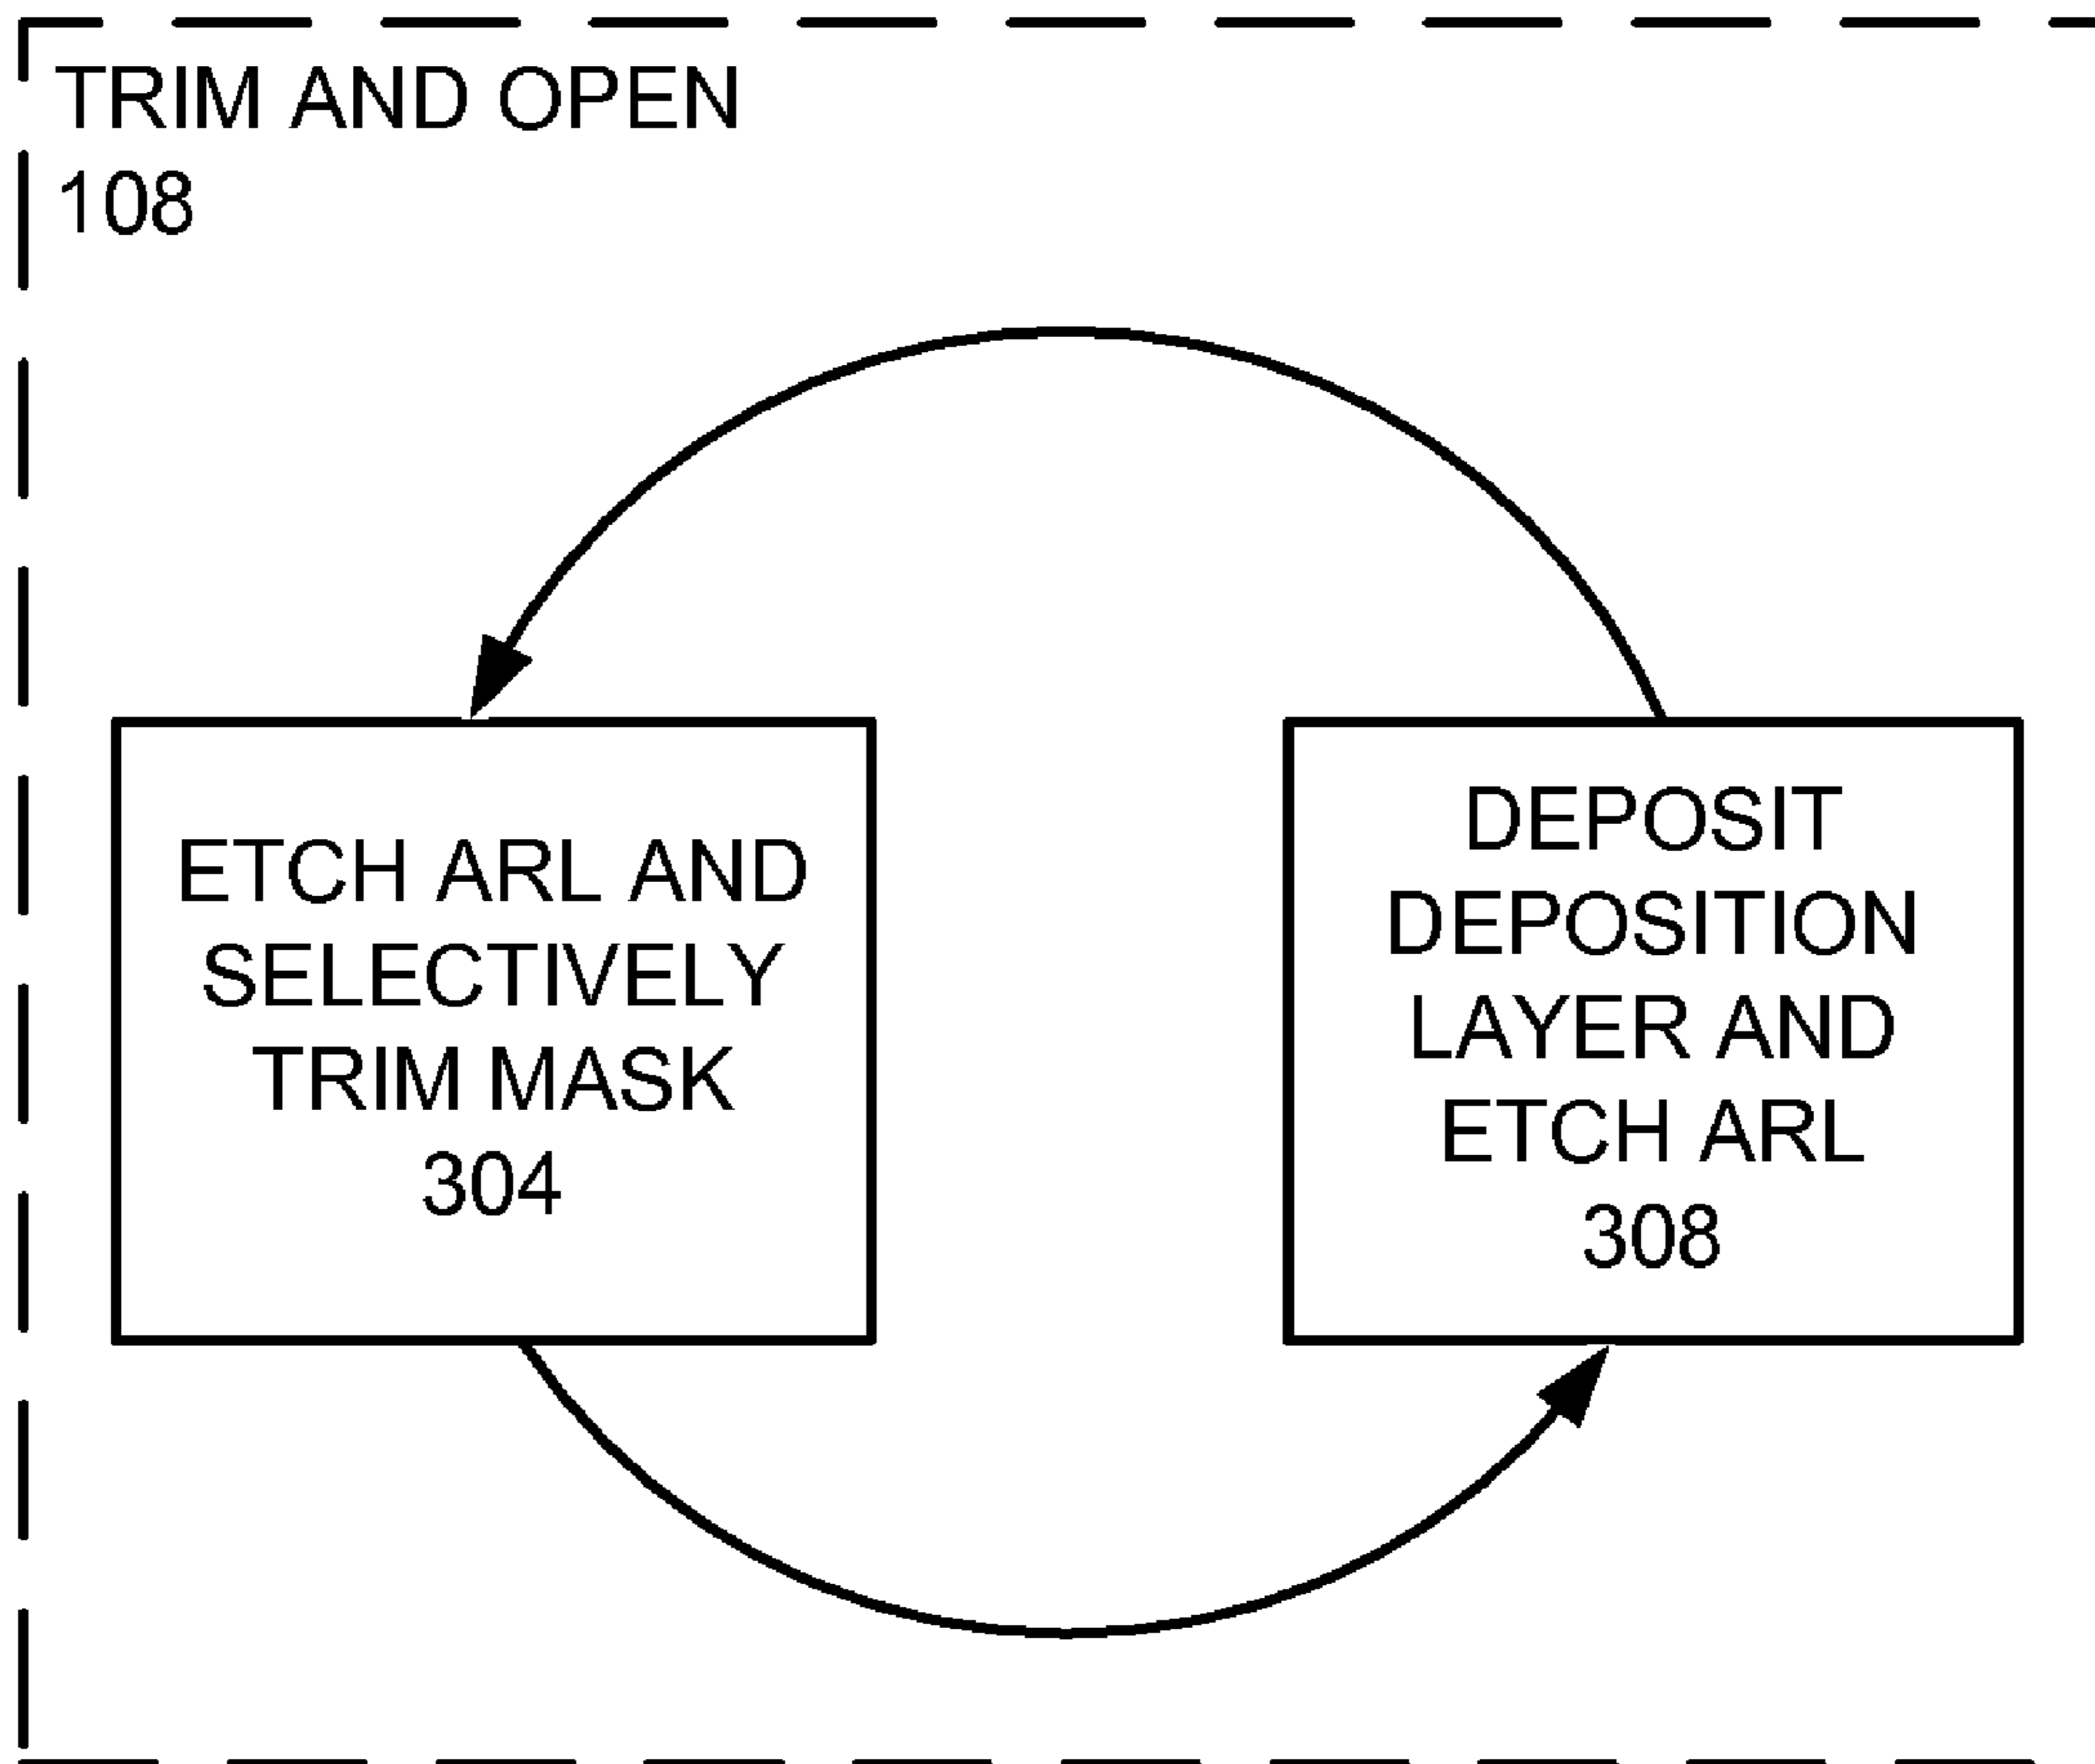 TRIM AND OPEN
108
ETCH ARL AND
SELECTIVELY
TRIM MASK
304
DEPOSIT
DEPOSITION
LAYER AND
ETCH ARL
308